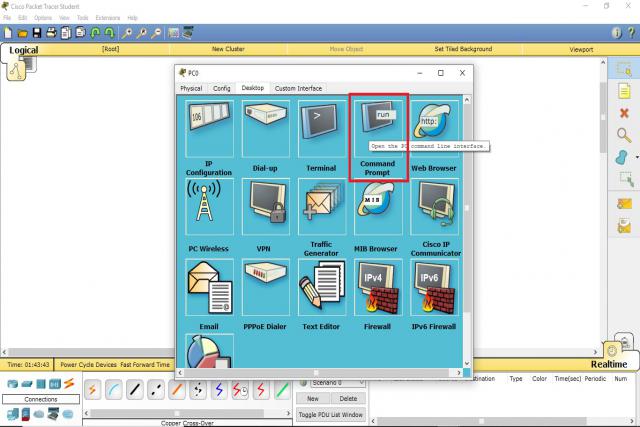 Cisco Packet Tracer Student
File Edit Options View Tools Extensions Help
Logical [Root] New Cluster Move Object Set Tiled Background Viewport
PC0
Physical Config Desktop Custom Interface
106 > run http:
Open the PC command line interface.
IP Configuration
Dial-up
Terminal
Command Prompt
Web Browser
MIB
PC Wireless
VPN
Traffic Generator
MIB Browser
Cisco IP Communicator
IPv4 IPv6
Email
PPPoE Dialer
Text Editor
Firewall
IPv6 Firewall
Time: 01:43:43 Power Cycle Devices Fast Forward Time
Realtime
Scenario 0
New Delete
Toggle PDU List Window
Type Color Time(sec) Periodic Num
Connections
Copper Cross-Over